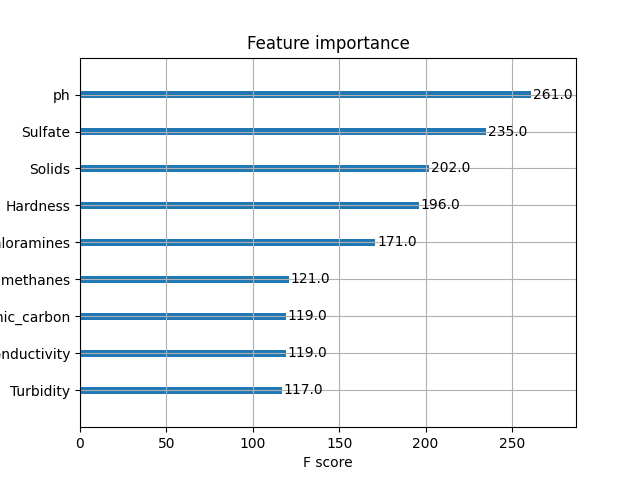 Feature importance
ph 261.0
Sulfate 235.0
Solids 202.0
Hardness 196.0
loramines 171.0
methanes 121.0
nic_carbon 119.0
nductivity 119.0
Turbidity 117.0
0 50 100 150 200 250
F score